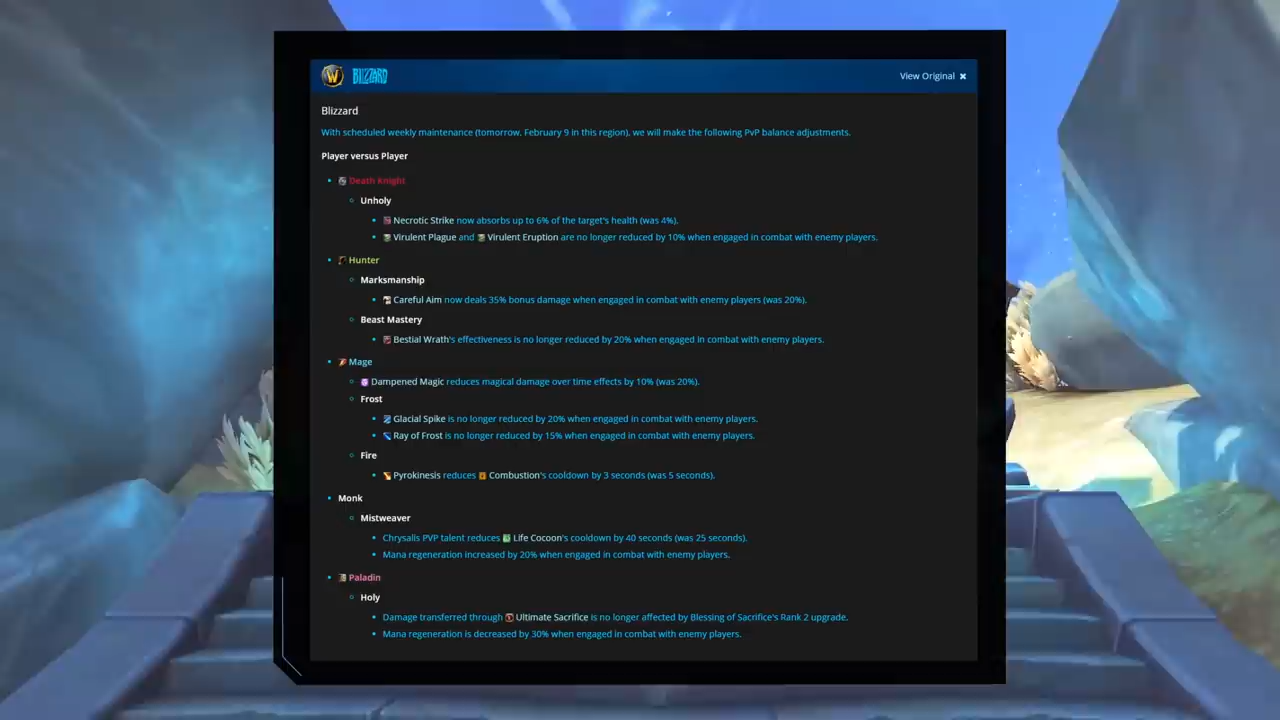 BLIZZARD
View Original ✖
Blizzard
With scheduled weekly maintenance (tomorrow, February 9 in this region), we will make the following PvP balance adjustments.
Player versus Player
Death Knight
Unholy
Necrotic Strike now absorbs up to 6% of the target's health (was 4%).
Virulent Plague and Virulent Eruption are no longer reduced by 10% when engaged in combat with enemy players.
Hunter
Marksmanship
Careful Aim now deals 35% bonus damage when engaged in combat with enemy players (was 20%).
Beast Mastery
Bestial Wrath's effectiveness is no longer reduced by 20% when engaged in combat with enemy players.
Mage
Dampened Magic reduces magical damage over time effects by 10% (was 20%).
Frost
Glacial Spike is no longer reduced by 20% when engaged in combat with enemy players.
Ray of Frost is no longer reduced by 15% when engaged in combat with enemy players.
Fire
Pyrokinesis reduces Combustion's cooldown by 3 seconds (was 5 seconds).
Monk
Mistweaver
Chrysalis PVP talent reduces Life Cocoon's cooldown by 40 seconds (was 25 seconds).
Mana regeneration increased by 20% when engaged in combat with enemy players.
Paladin
Holy
Damage transferred through Ultimate Sacrifice is no longer affected by Blessing of Sacrifice's Rank 2 upgrade.
Mana regeneration is decreased by 30% when engaged in combat with enemy players.